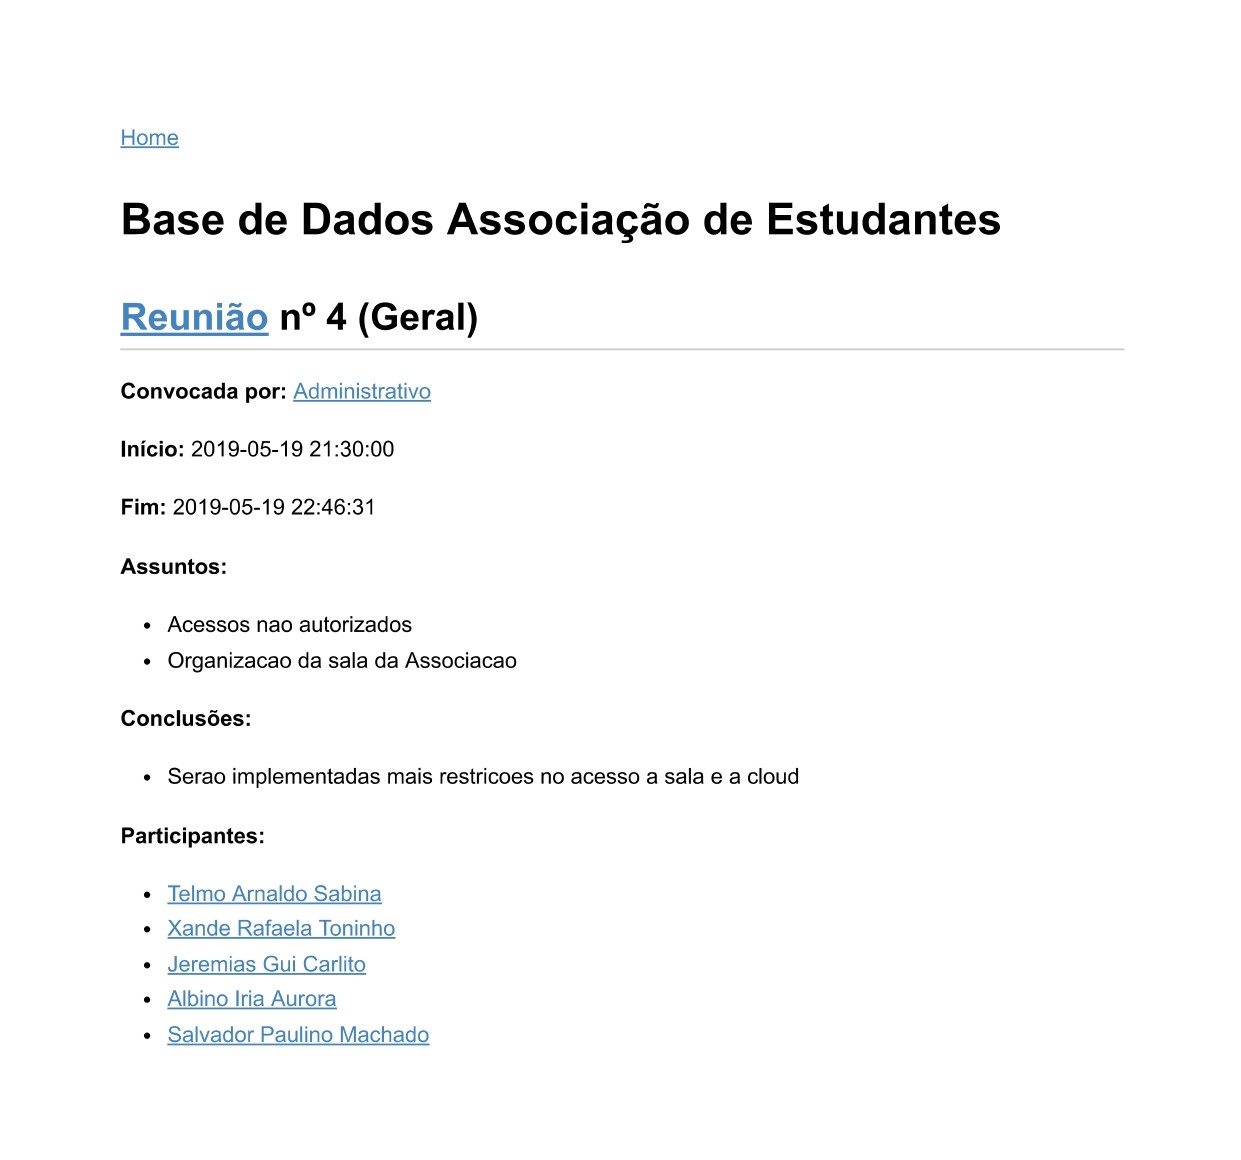 Home
Base de Dados Associação de Estudantes
Reunião nº 4 (Geral)
Convocada por: Administrativo
Início: 2019-05-19 21:30:00
Fim: 2019-05-19 22:46:31
Assuntos:
• Acessos nao autorizados
• Organizacao da sala da Associacao
Conclusões:
• Serao implementadas mais restricoes no acesso a sala e a cloud
Participantes:
• Telmo Arnaldo Sabina
• Xande Rafaela Toninho
• Jeremias Gui Carlito
• Albino Iria Aurora
• Salvador Paulino Machado